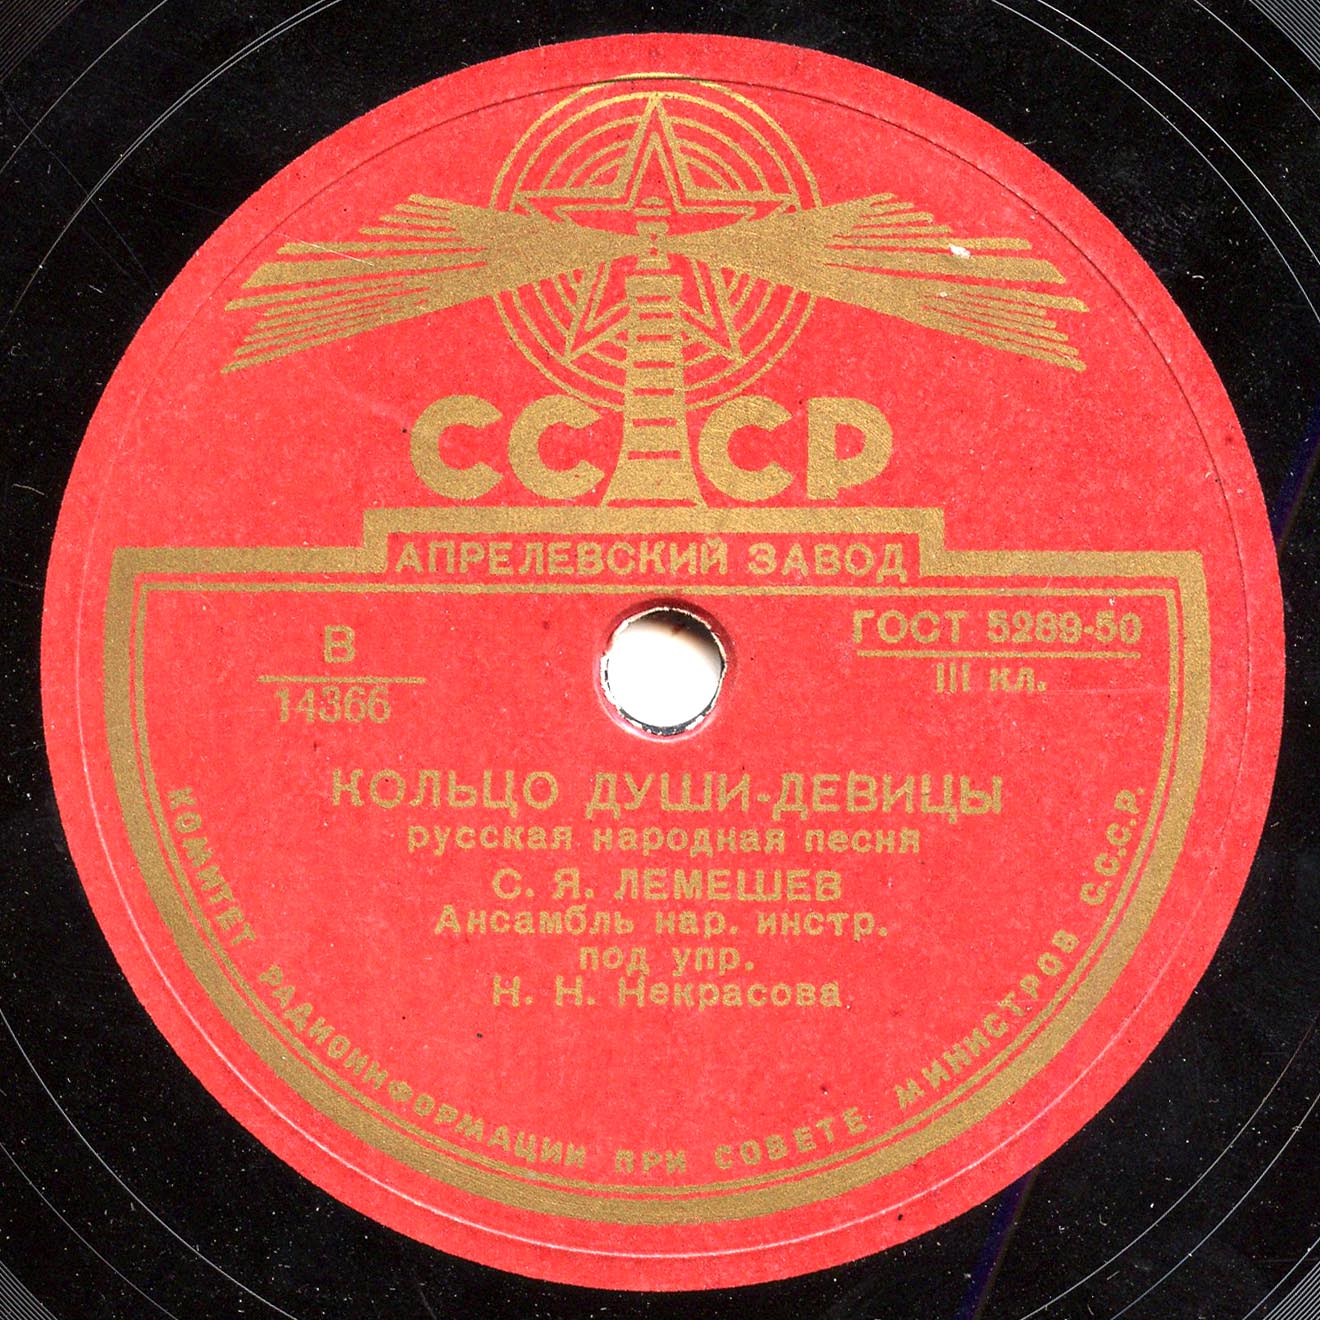 СССР
АПРЕЛЕВСКИЙ ЗАВОД
В
14366
ГОСТ 5289-50
III кл.
КОЛЬЦО ДУШИ-ДЕВИЦЫ
русская народная песня
С. Я. ЛЕМЕШЕВ
Ансамбль нар. инстр.
под упр.
Н. Н. Некрасова
КОМИТЕТ РАДИОИНФОРМАЦИИ ПРИ СОВЕТЕ МИНИСТРОВ С.С.С.Р.